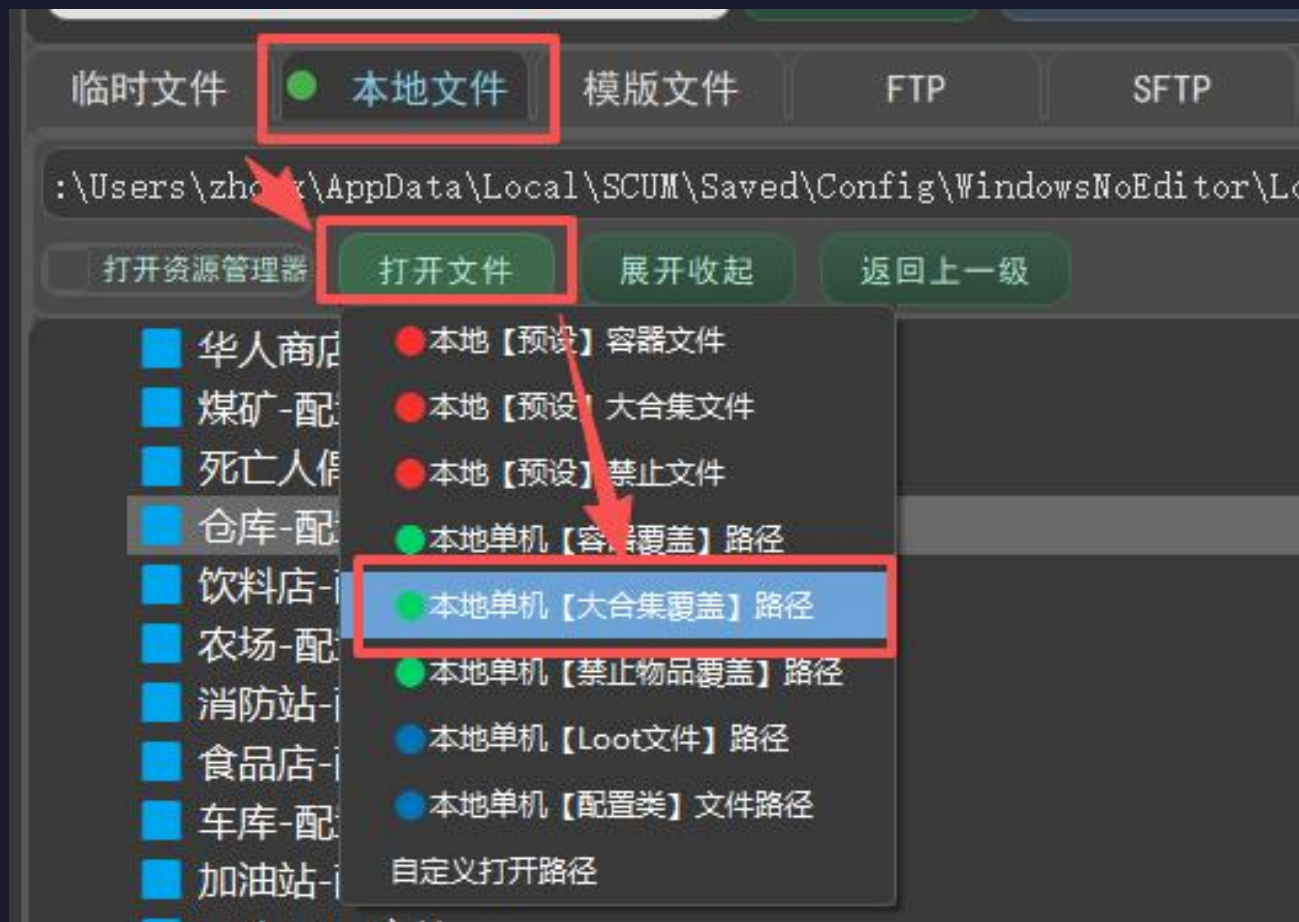 临时文件
本地文件
模版文件
FTP
SFTP
:\Users\zh
x\AppData\Local\SCUM\Saved\Config\WindowsNoEditor\Lo
打开资源管理器
打开文件
展开收起
返回上一级
华人商店
本地【预设】容器文件
煤矿-配
本地【预设】大合集文件
死亡人偶
本地【预设】禁止文件
仓库-配
本地单机【容器覆盖】路径
饮料店-
本地单机【大合集覆盖】路径
农场-配
本地单机【禁止物品覆盖】路径
消防站-
本地单机【Loot文件】路径
食品店-
本地单机【配置类】文件路径
车库-配
自定义打开路径
加油站-